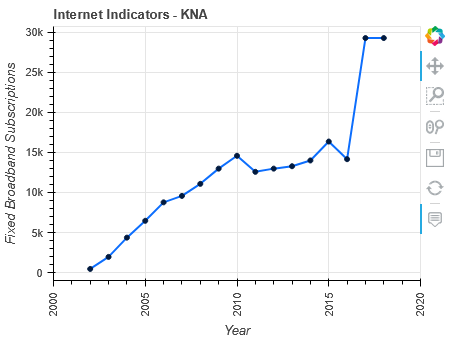 Internet Indicators - KNA
Fixed Broadband Subscriptions
30k
25k
20k
15k
10k
5k
0
2000
2005
2010
2015
2020
Year